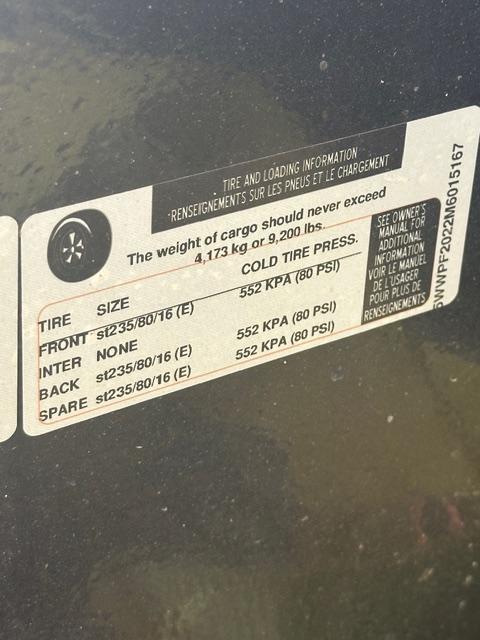 TIRE AND LOADING INFORMATION
RENSEIGNEMENTS SUR LES PNEUS ET LE CHARGEMENT
The weight of cargo should never exceed
4,173 kg or 9,200 lbs.
TIRE SIZE COLD TIRE PRESS.
FRONT st235/80/16 (E) 552 KPA (80 PSI)
INTER NONE
BACK st235/80/16 (E) 552 KPA (80 PSI)
SPARE st235/80/16 (E) 552 KPA (80 PSI)
SEE OWNER'S
MANUAL FOR
ADDITIONAL
INFORMATION
VOIR LE MANUEL
DE L'USAGER
POUR PLUS DE
RENSEIGNEMENTS
5WWPF2022M6015167